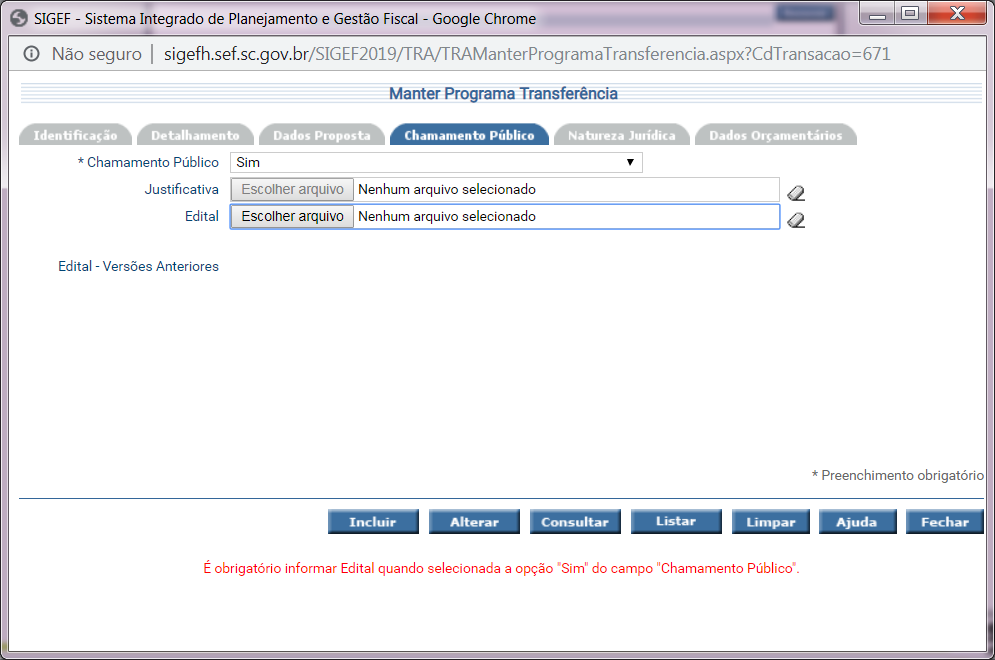 SIGEF - Sistema Integrado de Planejamento e Gestão Fiscal - Google Chrome
Não seguro | sigefh.sef.sc.gov.br/SIGEF2019/TRA/TRAManterProgramaTransferencia.aspx?CdTransacao=671
Manter Programa Transferência
Identificação Detalhamento Dados Proposta Chamamento Público Natureza Jurídica Dados Orçamentários
* Chamamento Público Sim
Justificativa Escolher arquivo Nenhum arquivo selecionado
Edital Escolher arquivo Nenhum arquivo selecionado
Edital - Versões Anteriores
* Preenchimento obrigatório
Incluir Alterar Consultar Listar Limpar Ajuda Fechar
É obrigatório informar Edital quando selecionada a opção "Sim" do campo "Chamamento Público".